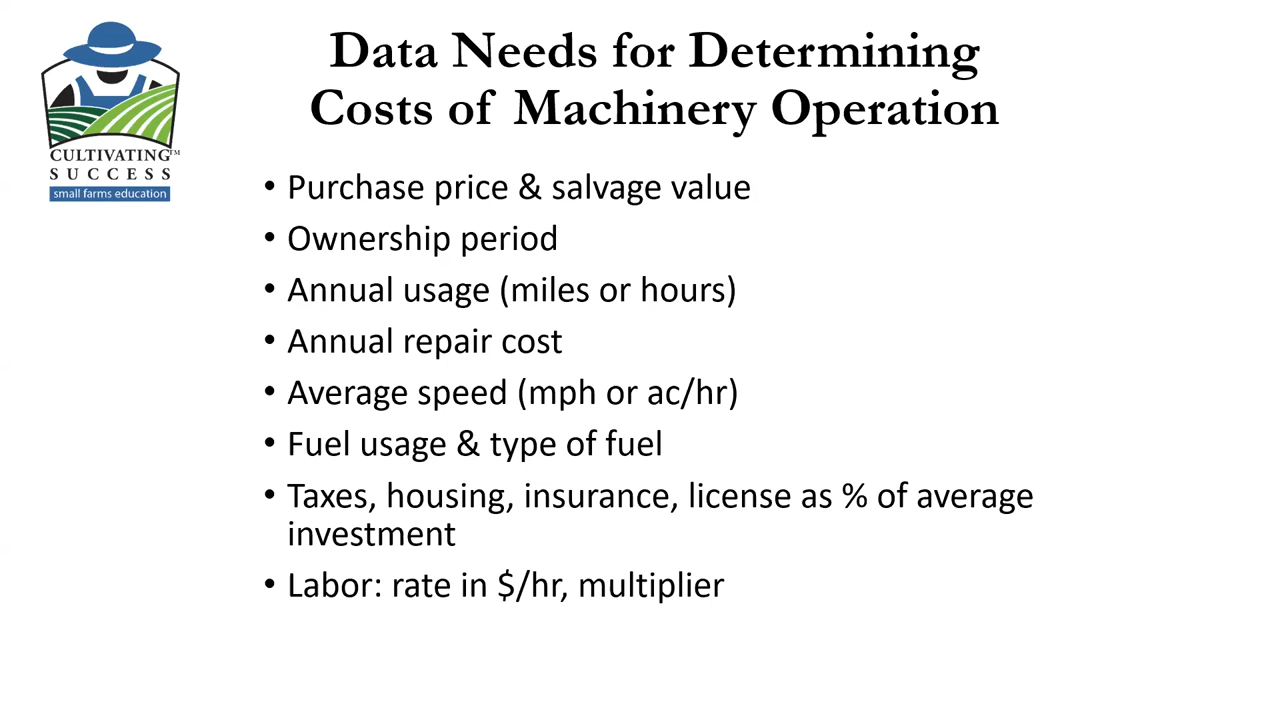 Data Needs for Determining
Costs of Machinery Operation
CULTIVATING™
SUCCESS
small farms education
• Purchase price & salvage value
• Ownership period
• Annual usage (miles or hours)
• Annual repair cost
• Average speed (mph or ac/hr)
• Fuel usage & type of fuel
• Taxes, housing, insurance, license as % of average
investment
• Labor: rate in $/hr, multiplier